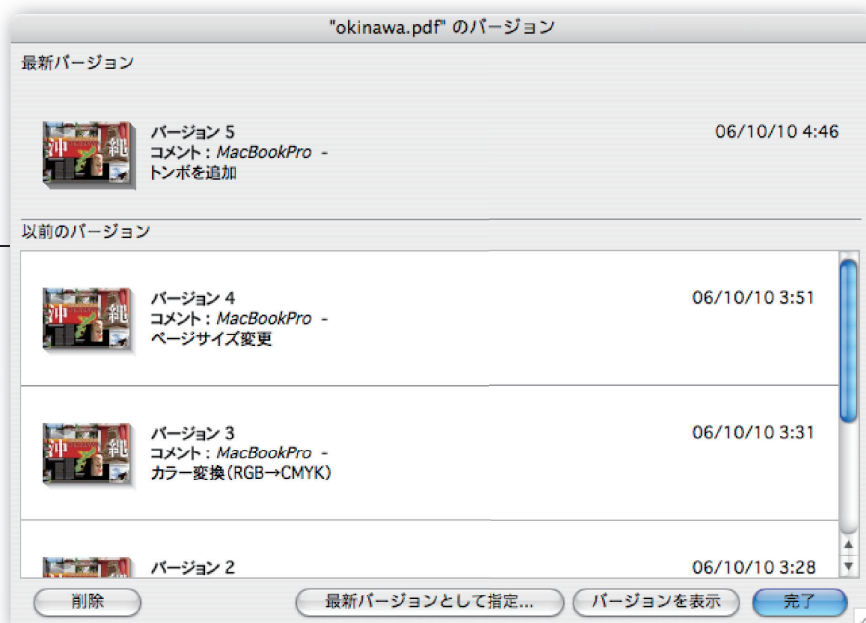 "okinawa.pdf" のバージョン
最新バージョン
沖 縄
バージョン 5
06/10/10 4:46
コメント : MacBookPro -
トンボを追加
以前のバージョン
沖 縄
バージョン 4
06/10/10 3:51
コメント : MacBookPro -
ページサイズ変更
沖 縄
バージョン 3
06/10/10 3:31
コメント : MacBookPro -
カラー変換(RGB→CMYK)
バージョン 2
06/10/10 3:28
削除
最新バージョンとして指定...
バージョンを表示
完了